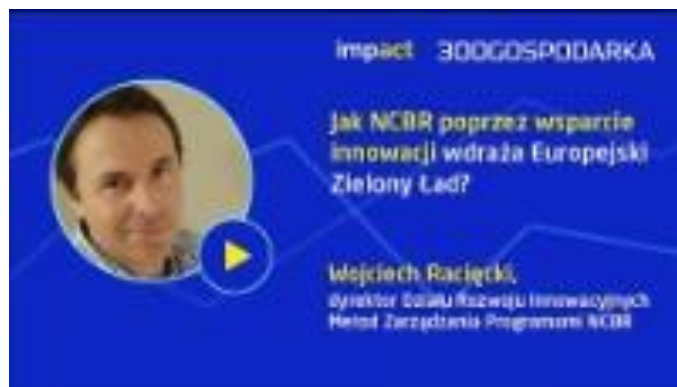 impact 300GOSPODARKA
Jak NCBR poprzez wsparcie
innowacji wdraża Europejski
Zielony Ład?
Wojciech Racięcki,
dyrektor Działu Rozwoju Innowacyjnych
Metod Zarządzania Programami NCBR